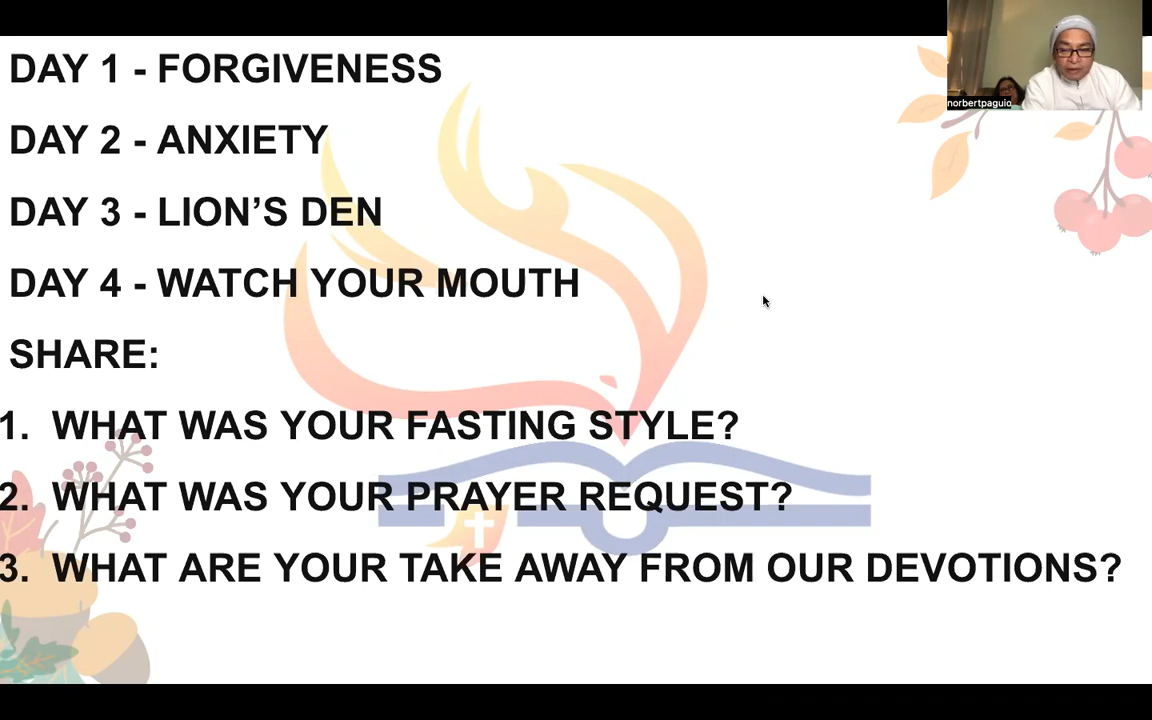 DAY 1 - FORGIVENESS
norbertpaguio
DAY 2 - ANXIETY
DAY 3 - LION’S DEN
DAY 4 - WATCH YOUR MOUTH
SHARE:
1. WHAT WAS YOUR FASTING STYLE?
2. WHAT WAS YOUR PRAYER REQUEST?
3. WHAT ARE YOUR TAKE AWAY FROM OUR DEVOTIONS?